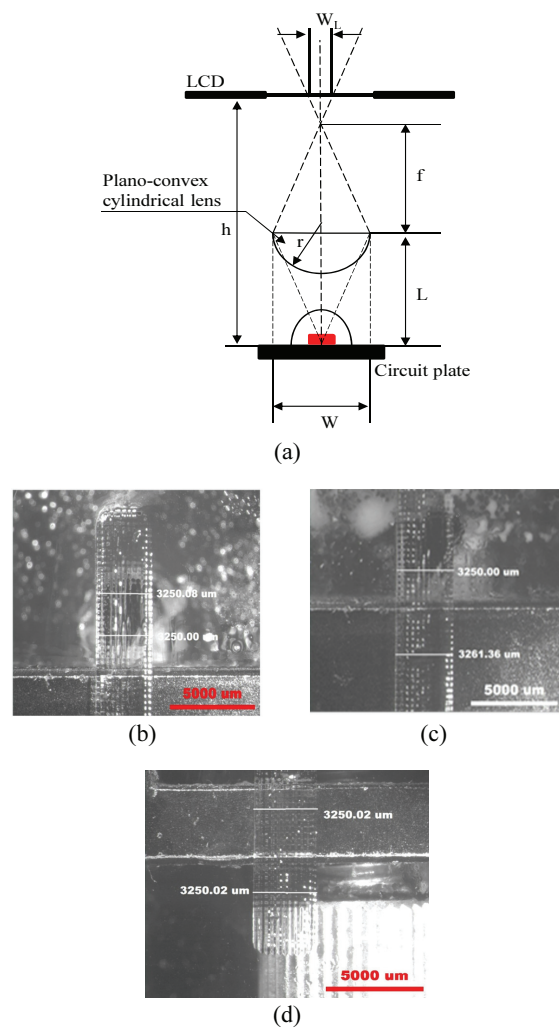 W_L
LCD
Plano-convex
cylindrical lens
f
h
r
L
Circuit plate
W
(a)
3250.08 um
3250.00 um
5000 um
(b)
3250.00 um
3261.36 um
5000 um
(c)
3250.02 um
3250.02 um
5000 um
(d)